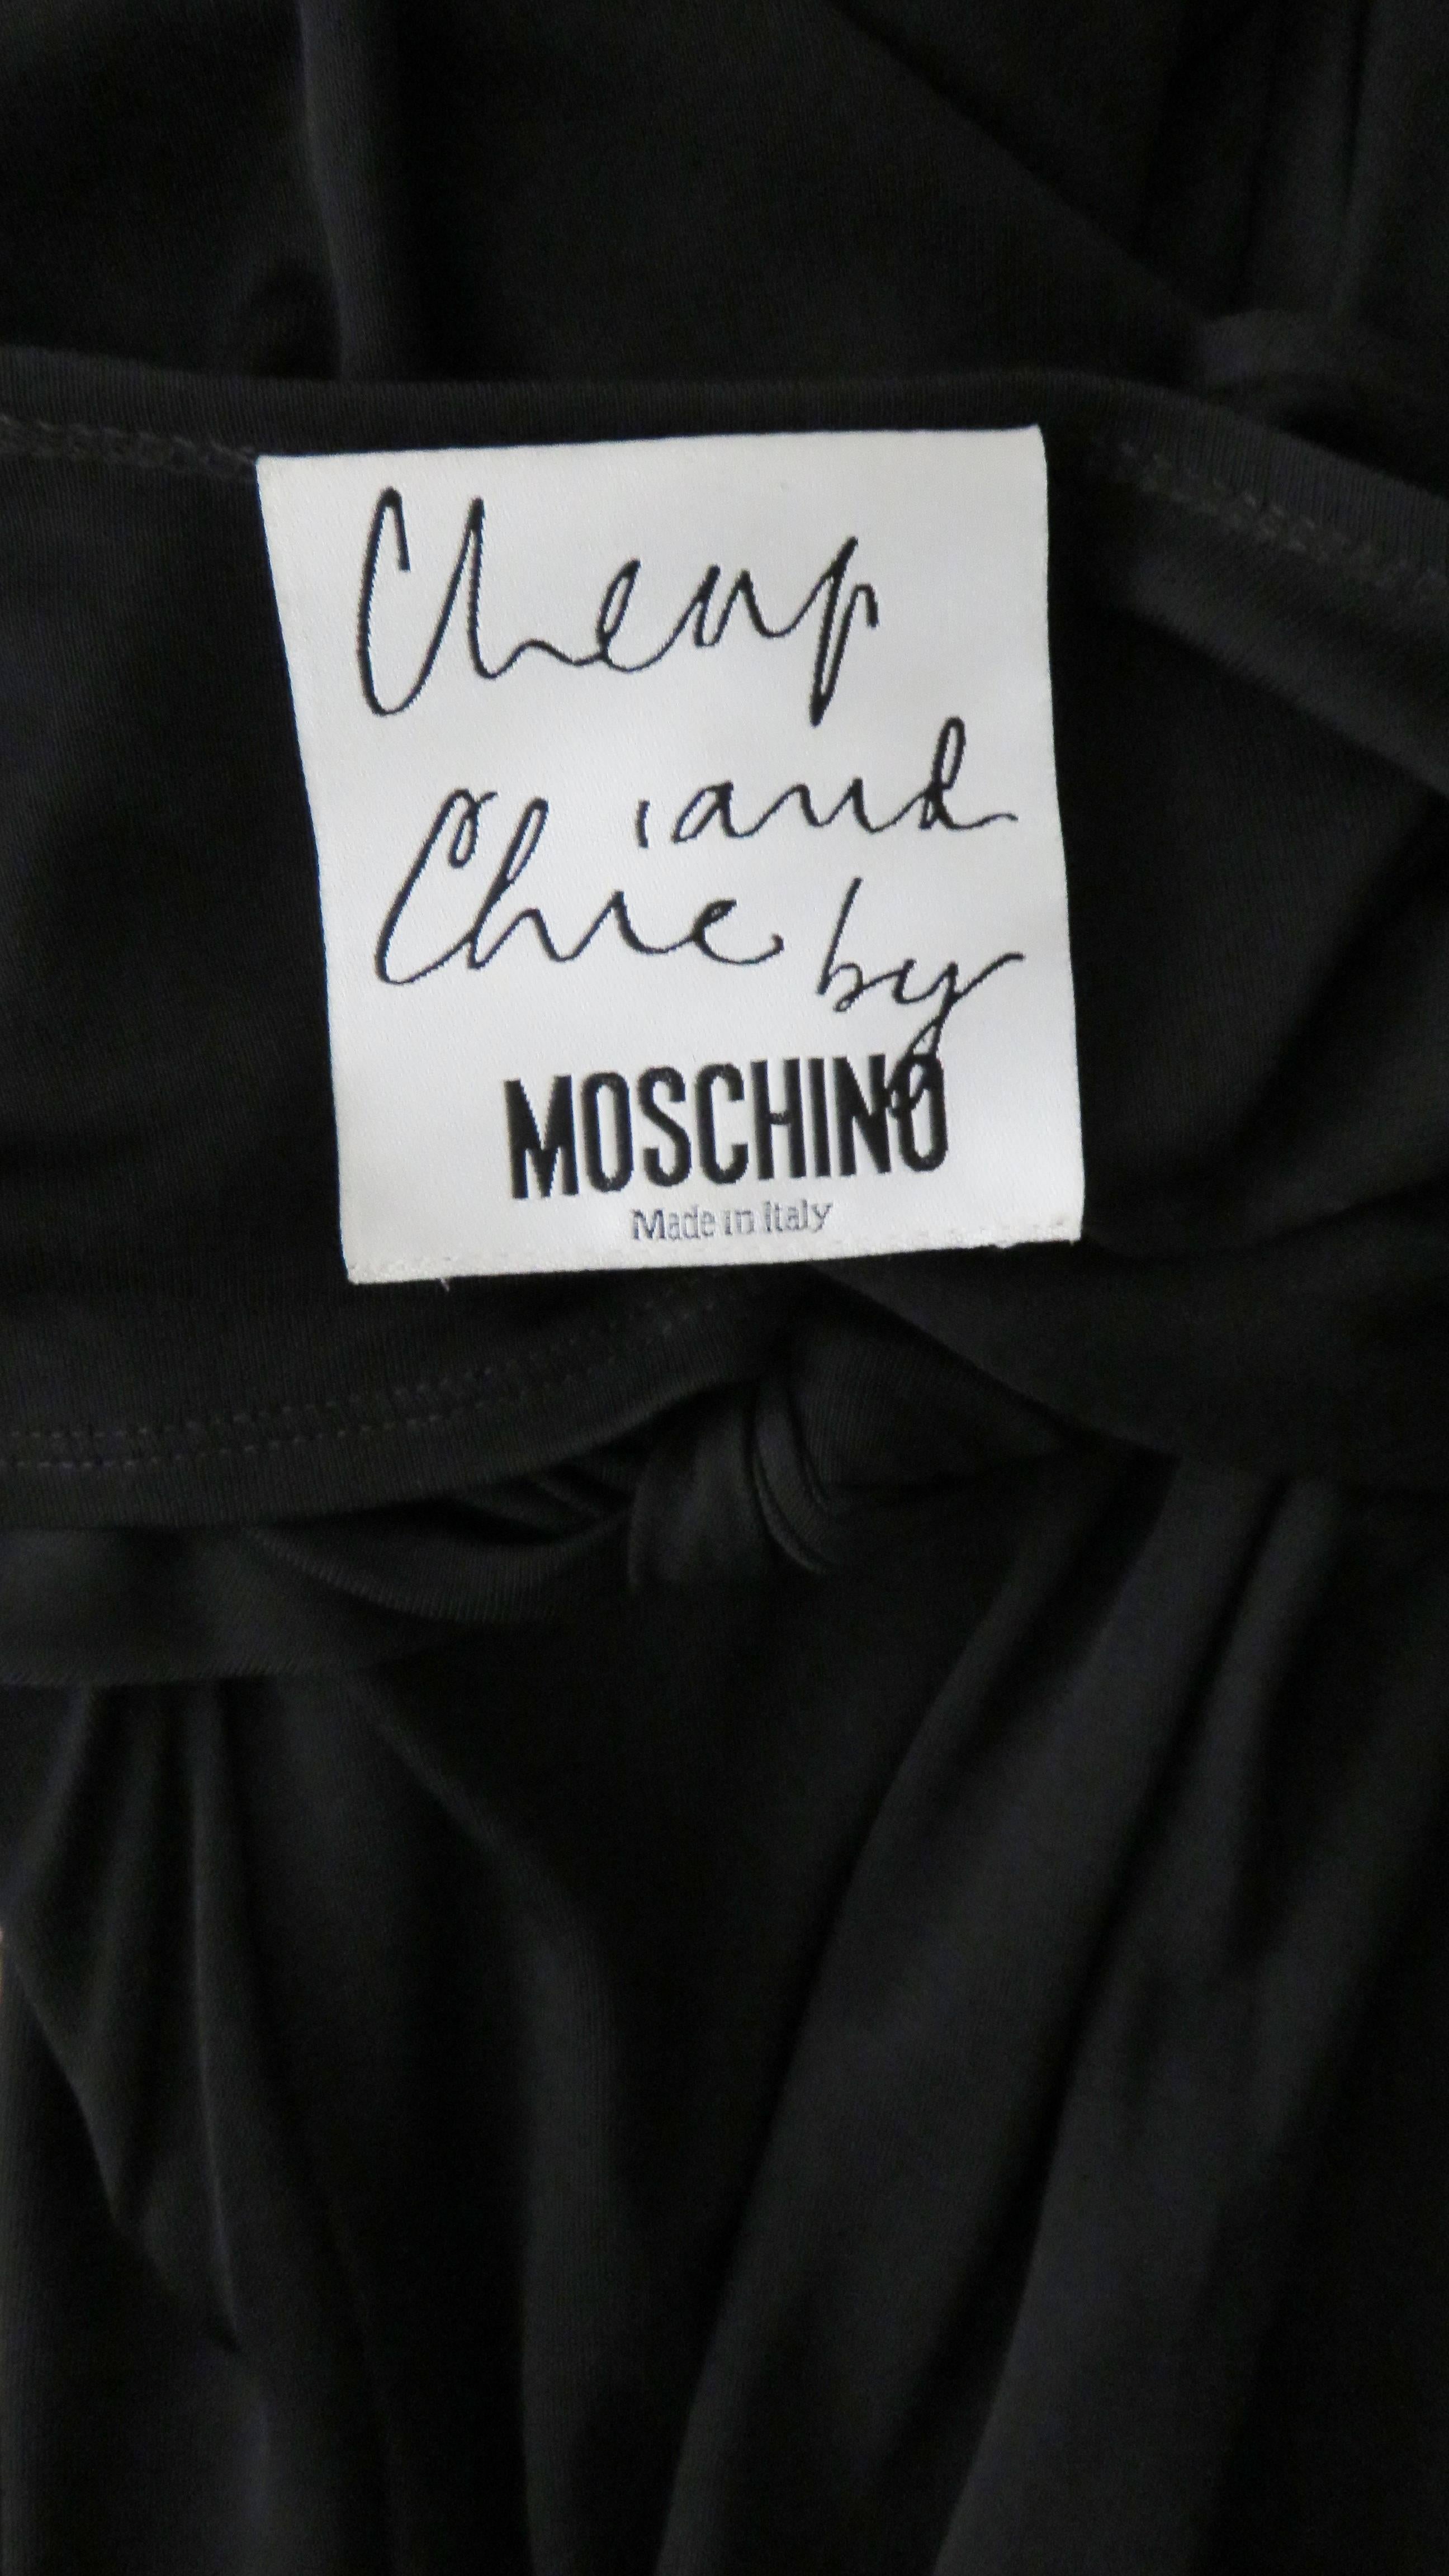 Cheap
and
Chic by
MOSCHINO
Made in Italy